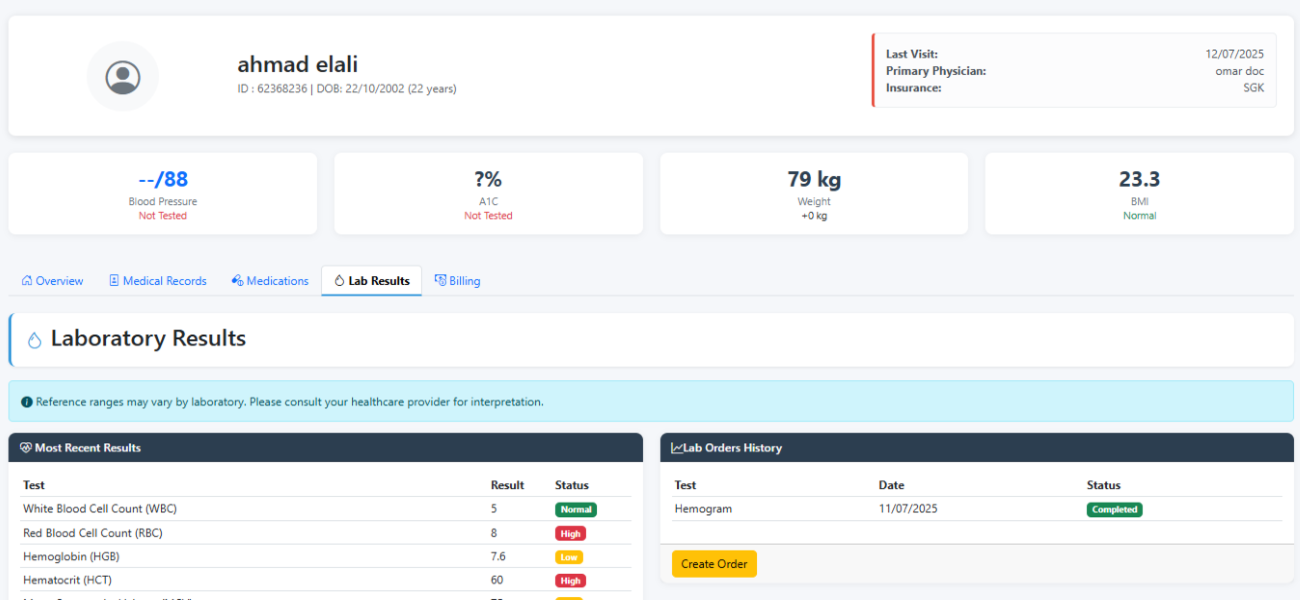 ahmad elali
ID : 62368236 | DOB: 22/10/2002 (22 years)
Last Visit: 12/07/2025
Primary Physician: omar doc
Insurance: SGK
--/88
Blood Pressure
Not Tested
?%
A1C
Not Tested
79 kg
Weight
+0 kg
23.3
BMI
Normal
Overview Medical Records Medications Lab Results Billing
Laboratory Results
Reference ranges may vary by laboratory. Please consult your healthcare provider for interpretation.
Most Recent Results
Test Result Status
White Blood Cell Count (WBC) 5 Normal
Red Blood Cell Count (RBC) 8 High
Hemoglobin (HGB) 7.6 Low
Hematocrit (HCT) 60 High
Lab Orders History
Test Date Status
Hemogram 11/07/2025 Completed
Create Order